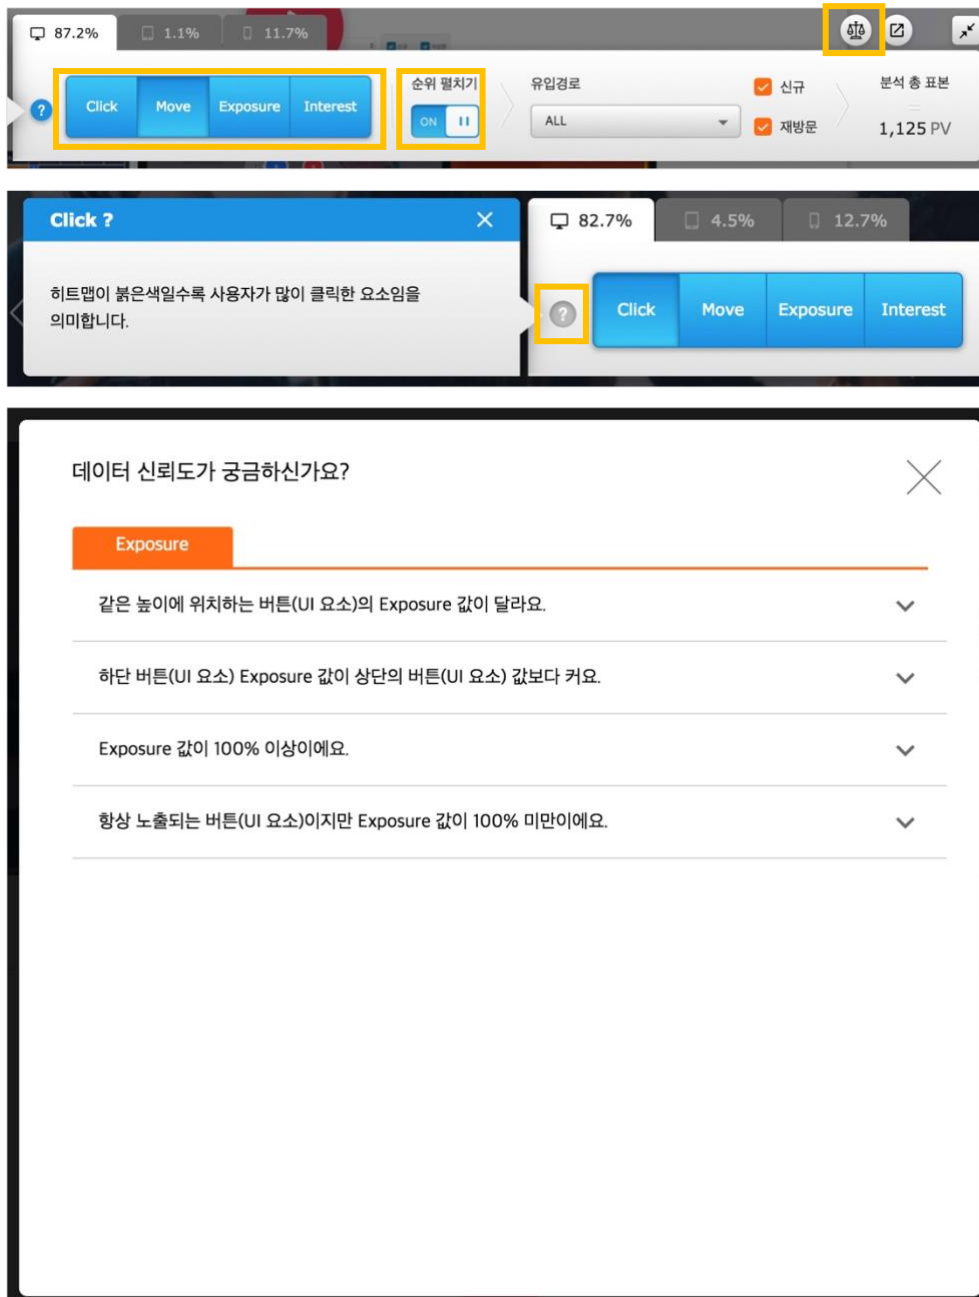 87.2%
1.1%
11.7%
?
Click
Move
Exposure
Interest
순위 펼치기
ON
유입경로
ALL
신규
재방문
분석 총 표본
=
1,125 PV
Click ?
히트맵이 붉은색일수록 사용자가 많이 클릭한 요소임을
의미합니다.
82.7%
4.5%
12.7%
?
Click
Move
Exposure
Interest
데이터 신뢰도가 궁금하신가요?
Exposure
같은 높이에 위치하는 버튼(UI 요소)의 Exposure 값이 달라요.
하단 버튼(UI 요소) Exposure 값이 상단의 버튼(UI 요소) 값보다 커요.
Exposure 값이 100% 이상이에요.
항상 노출되는 버튼(UI 요소)이지만 Exposure 값이 100% 미만이에요.